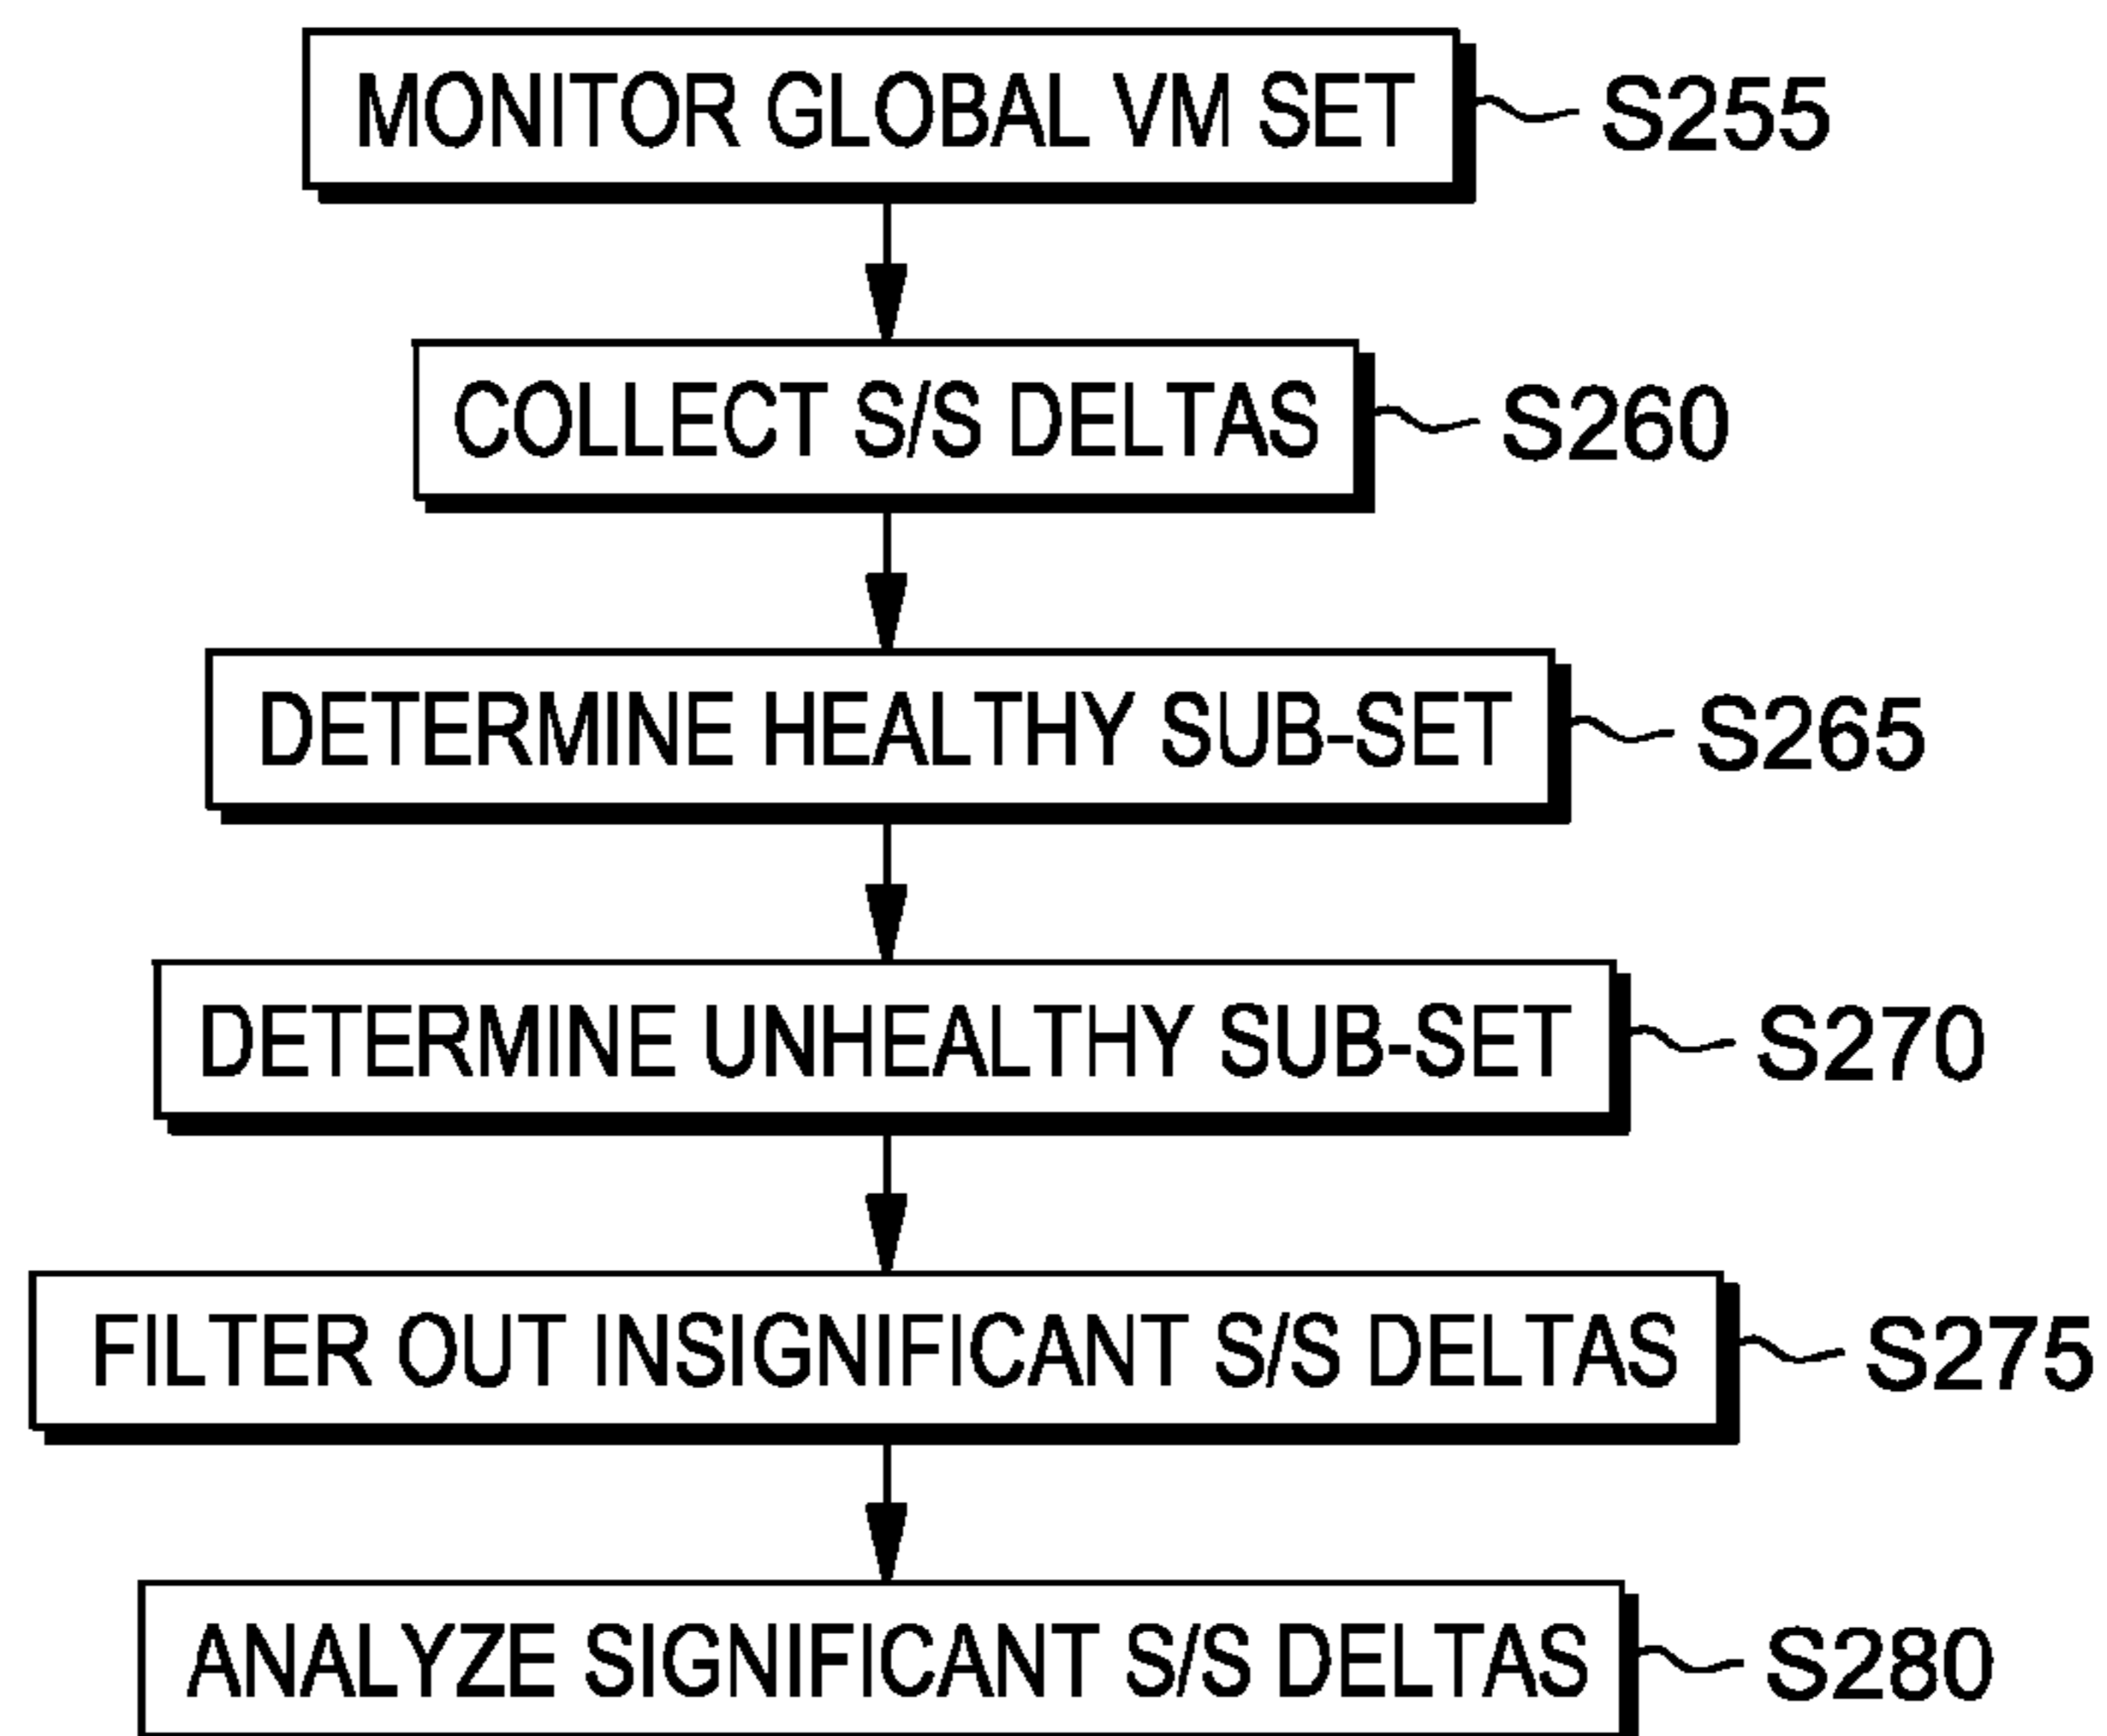 MONITOR GLOBAL VM SET S255
COLLECT S/S DELTAS S260
DETERMINE HEALTHY SUB-SET S265
DETERMINE UNHEALTHY SUB-SET S270
FILTER OUT INSIGNIFICANT S/S DELTAS S275
ANALYZE SIGNIFICANT S/S DELTAS S280